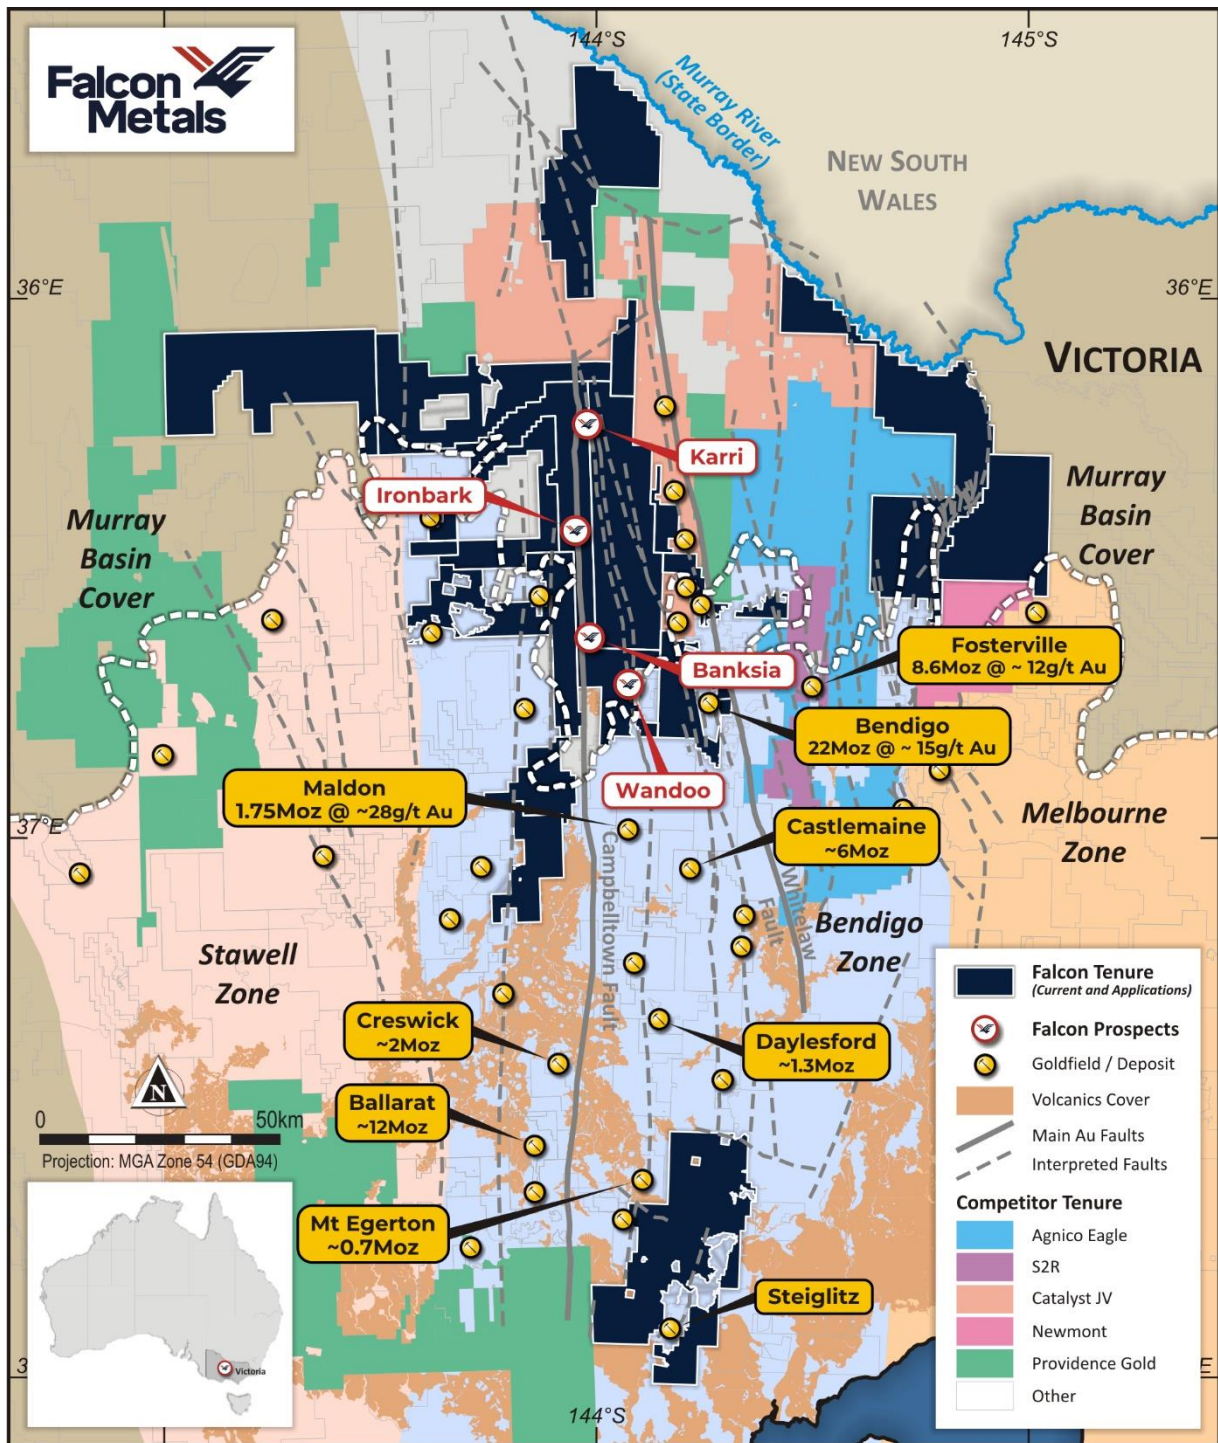 Falcon
Metals
144°S
145°S
Murray River
(State Border)
NEW SOUTH
WALES
36°E
36°E
VICTORIA
Karri
Ironbark
Murray
Basin
Cover
Murray
Basin
Cover
Fosterville
8.6Moz @ ~ 12g/t Au
Banksia
Bendigo
22Moz @ ~ 15g/t Au
Maldon
1.75Moz @ ~28g/t Au
Wandoo
37°E
Castlemaine
~6Moz
Melbourne
Zone
Campbelltown Fault
Whitelaw
Fault
Bendigo
Zone
Stawell
Zone
Creswick
~2Moz
Daylesford
~1.3Moz
Ballarat
~12Moz
Mt Egerton
~0.7Moz
Steiglitz
N
0
50km
Projection: MGA Zone 54 (GDA94)
Victoria
144°S
Falcon Tenure
(Current and Applications)
Falcon Prospects
Goldfield / Deposit
Volcanics Cover
Main Au Faults
Interpreted Faults
Competitor Tenure
Agnico Eagle
S2R
Catalyst JV
Newmont
Providence Gold
Other